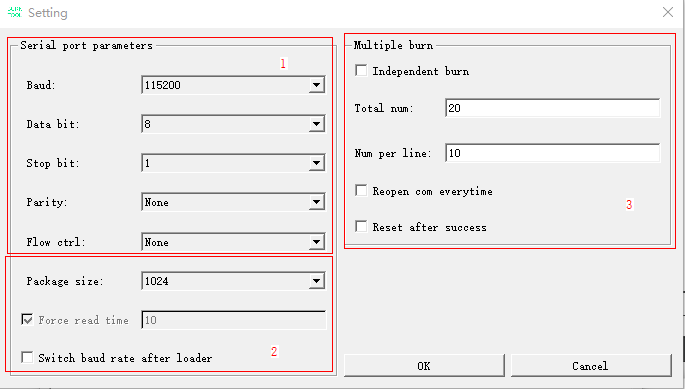 BURN
TOOL
Setting
Serial port parameters
1
Baud: 115200
Data bit: 8
Stop bit: 1
Parity: None
Flow ctrl: None
Package size: 1024
Force read time 10
Switch baud rate after loader
2
Multiple burn
Independent burn
Total num: 20
Num per line: 10
Reopen com everytime
3
Reset after success
OK
Cancel